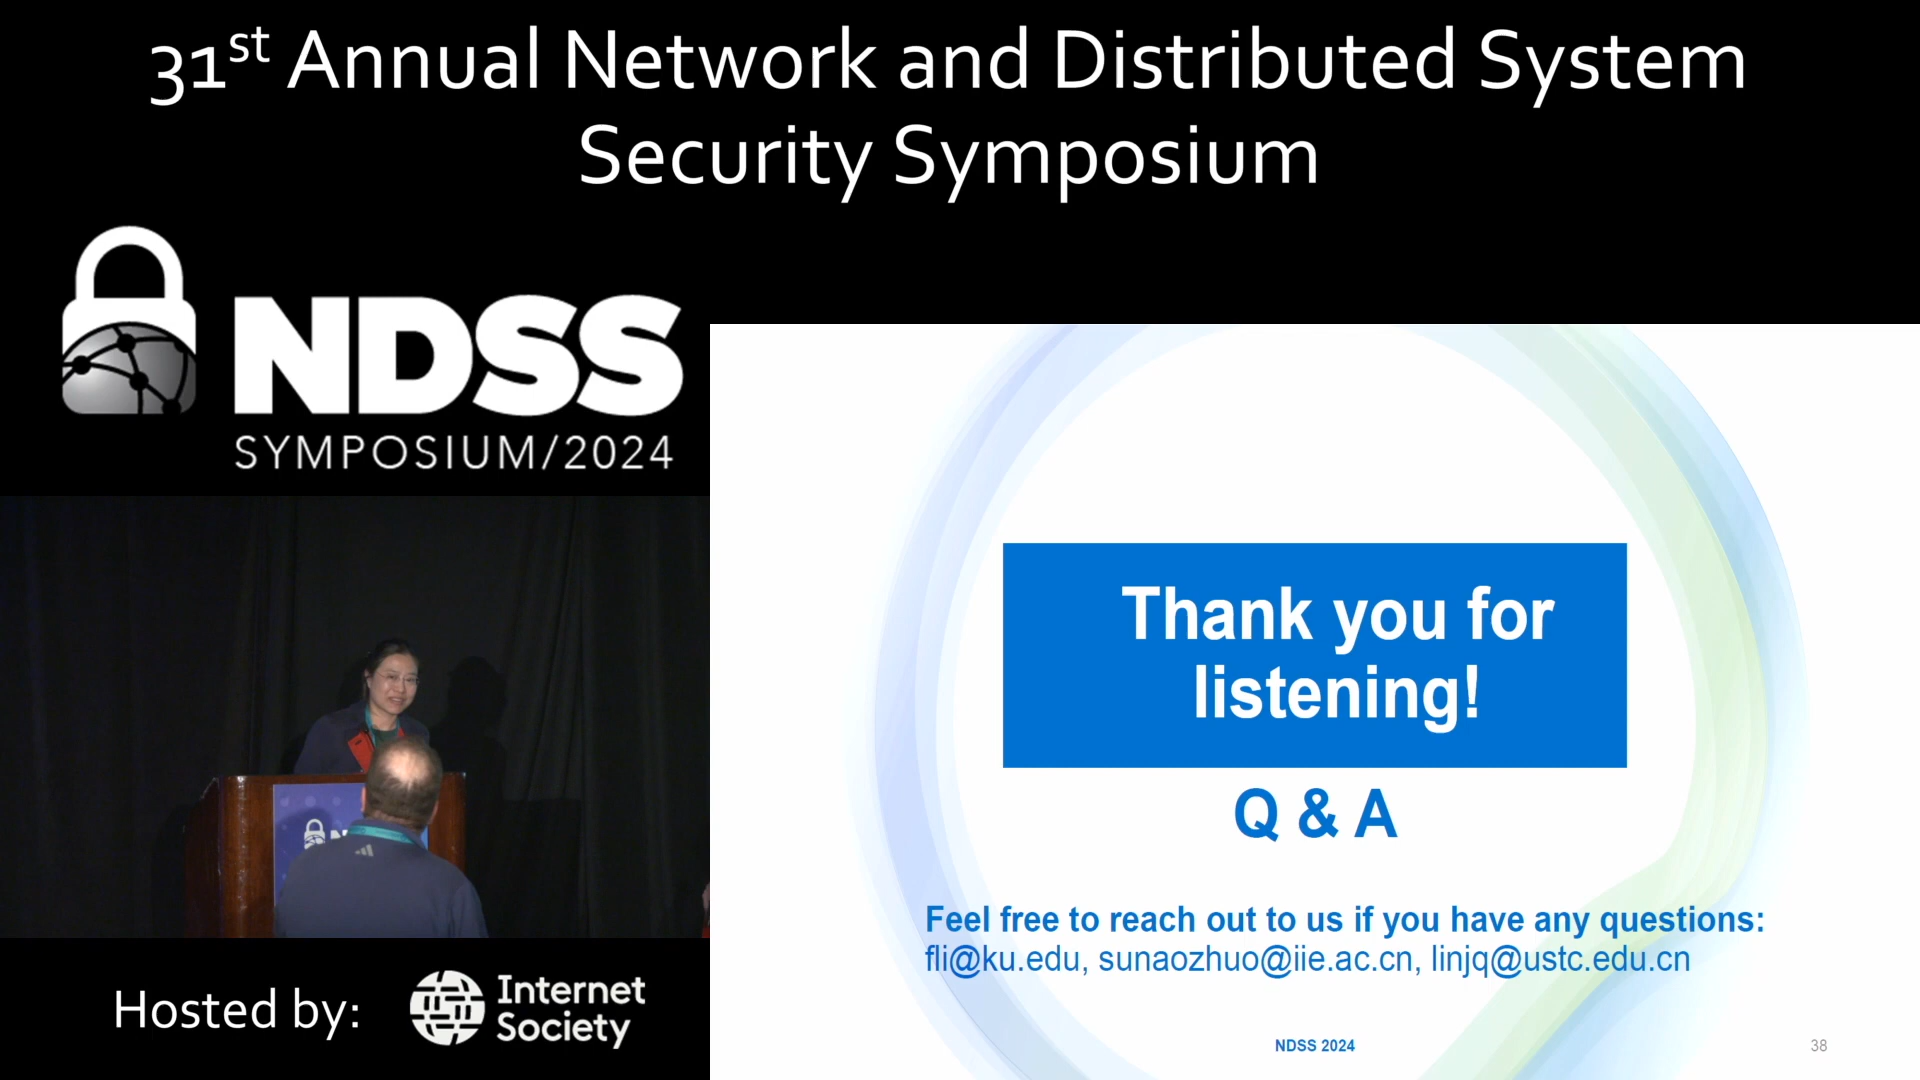 31st Annual Network and Distributed System
Security Symposium
NDSS
SYMPOSIUM/2024
Thank you for
listening!
Q & A
Feel free to reach out to us if you have any questions:
fli@ku.edu, sunaozhuo@iie.ac.cn, linjq@ustc.edu.cn
NDSS 2024
38
Hosted by:
Internet
Society